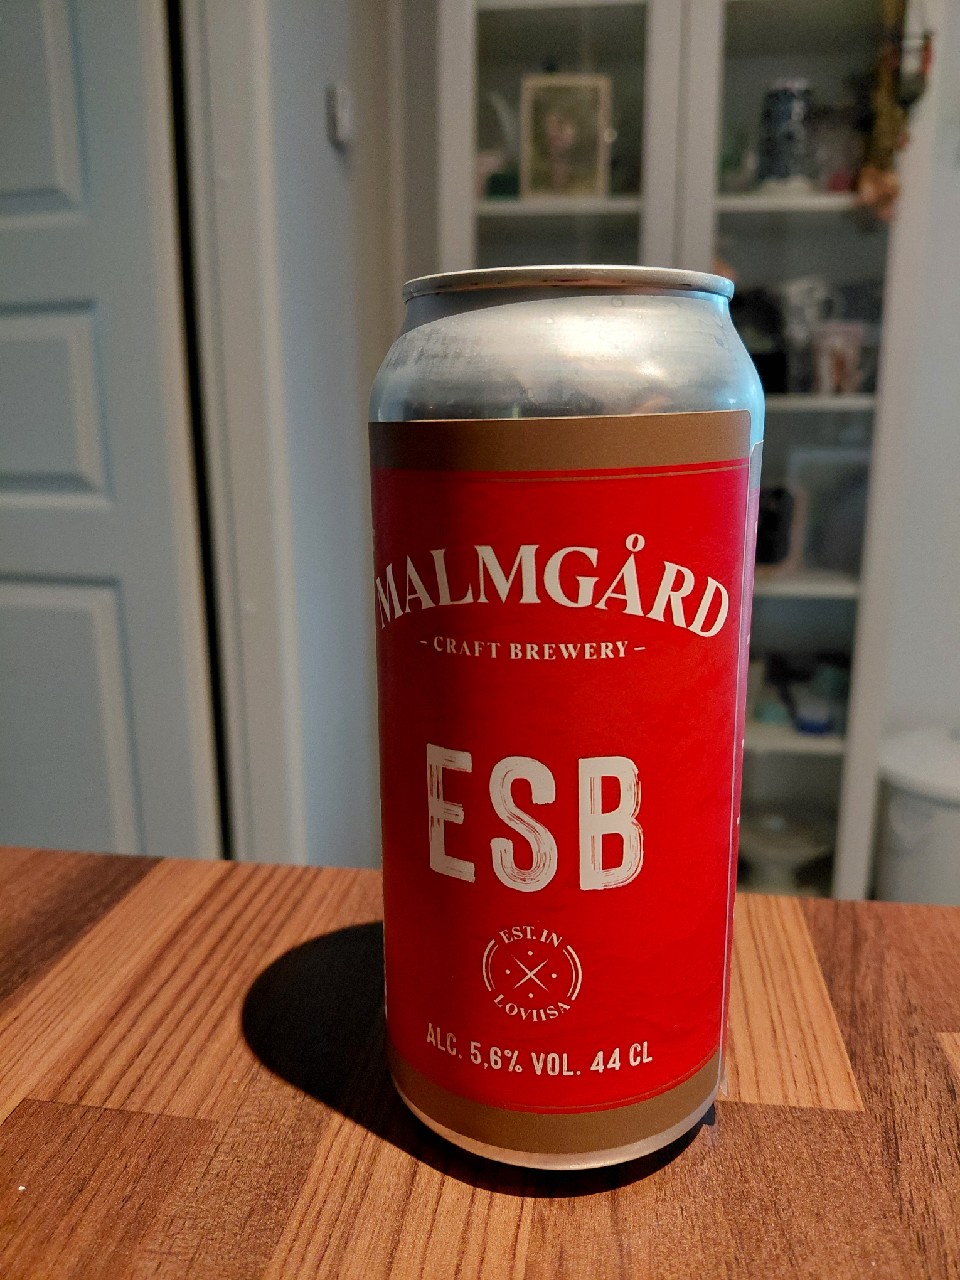 MALMGÅRD
- CRAFT BREWERY -
ESB
EST. IN
LOVIISA
ALC. 5,6% VOL. 44 CL